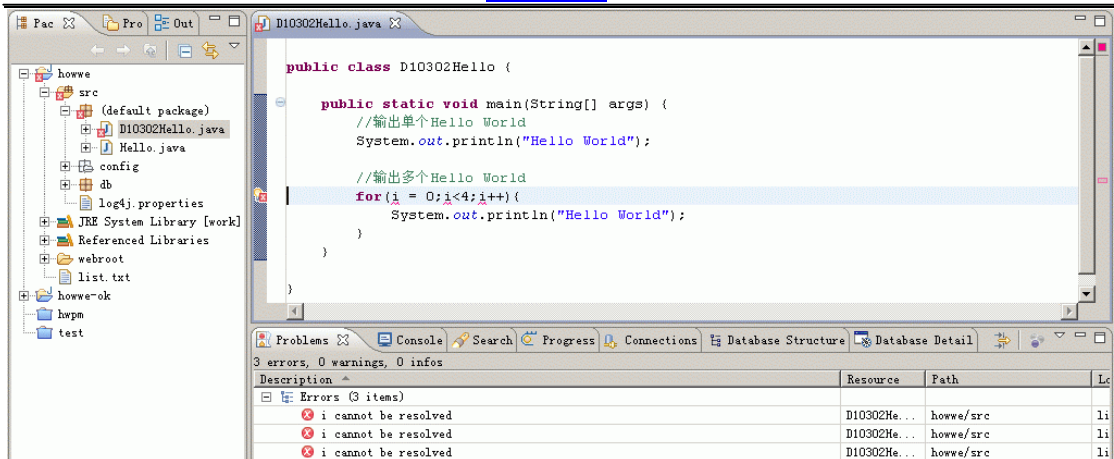 Pac Pro Out
howwe
src
(default package)
D10302Hello.java
Hello.java
config
db
log4j.properties
JRE System Library [work]
Referenced Libraries
webroot
list.txt
howwe-ok
hwpm
test
D10302Hello.java
public class D10302Hello {
public static void main(String[] args) {
//输出单个Hello World
System.out.println("Hello World");
//输出多个Hello World
for(i = 0;i<4;i++){
System.out.println("Hello World");
}
}
}
Problems Console Search Progress Connections Database Structure Database Detail
3 errors, 0 warnings, 0 infos
Description Resource Path Lo
Errors (3 items)
i cannot be resolved D10302He... howwe/src li
i cannot be resolved D10302He... howwe/src li
i cannot be resolved D10302He... howwe/src li